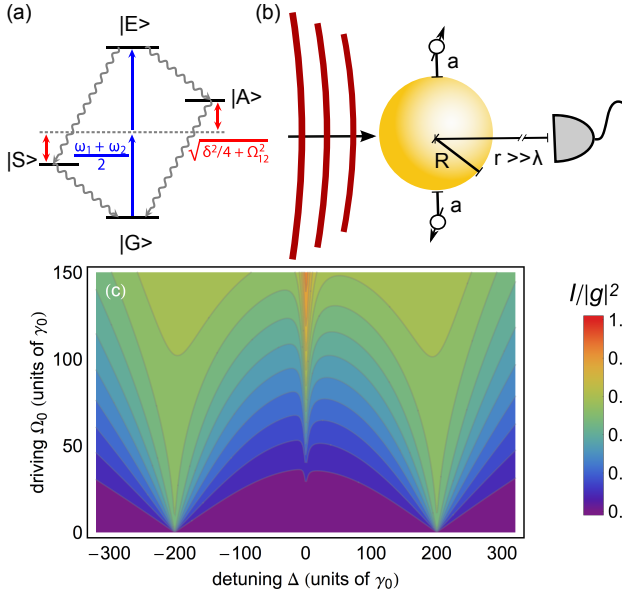 (a)
|E>
|A>
|S>
ω₁ + ω₂
2
√δ²/4 + Ω₁₂²
|G>
(b)
a
R
r >>λ
a
(c)
150
100
50
0
driving Ω₀ (units of γ₀)
−300 −200 −100 0 100 200 300
detuning Δ (units of γ₀)
I/|g|²
1.
0.
0.
0.
0.
0.